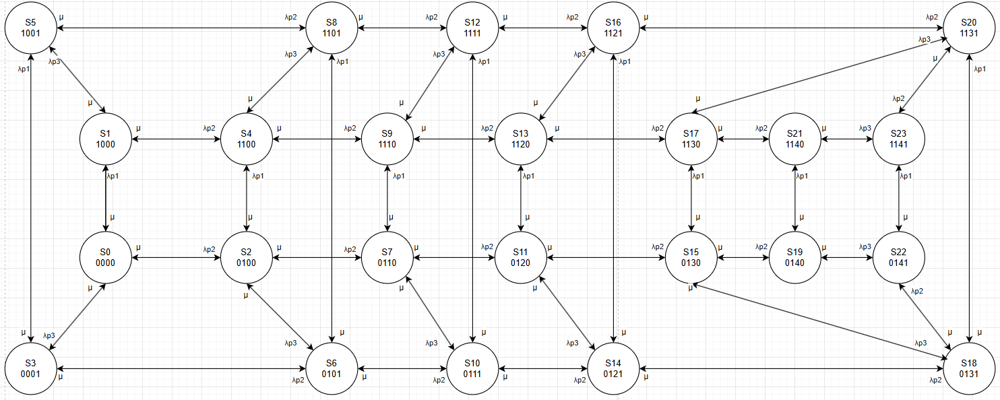 μ
λp2
μ
λp2
μ
λp2
μ
λp2
S5
1001
S8
1101
S12
1111
S16
1121
S20
1131
λp3
λp3
λp3
λp3
λp3
μ
λp1
λp1
λp1
λp1
λp1
μ
μ
μ
μ
μ
λp2
S1
1000
μ
λp2
S4
1100
μ
λp2
S9
1110
μ
λp2
S13
1120
μ
λp2
S17
1130
μ
λp2
S21
1140
μ
λp3
S23
1141
λp1
λp1
λp1
λp1
λp1
λp1
λp1
μ
μ
μ
μ
μ
μ
μ
S0
0000
μ
λp2
S2
0100
μ
λp2
S7
0110
μ
λp2
S11
0120
μ
λp2
S15
0130
μ
λp2
S19
0140
μ
λp3
S22
0141
μ
μ
μ
μ
μ
λp2
μ
λp3
μ
μ
μ
μ
μ
λp3
λp3
λp3
λp3
S3
0001
S6
0101
S10
0111
S14
0121
S18
0131
μ
λp2
μ
λp2
μ
λp2
μ
λp2